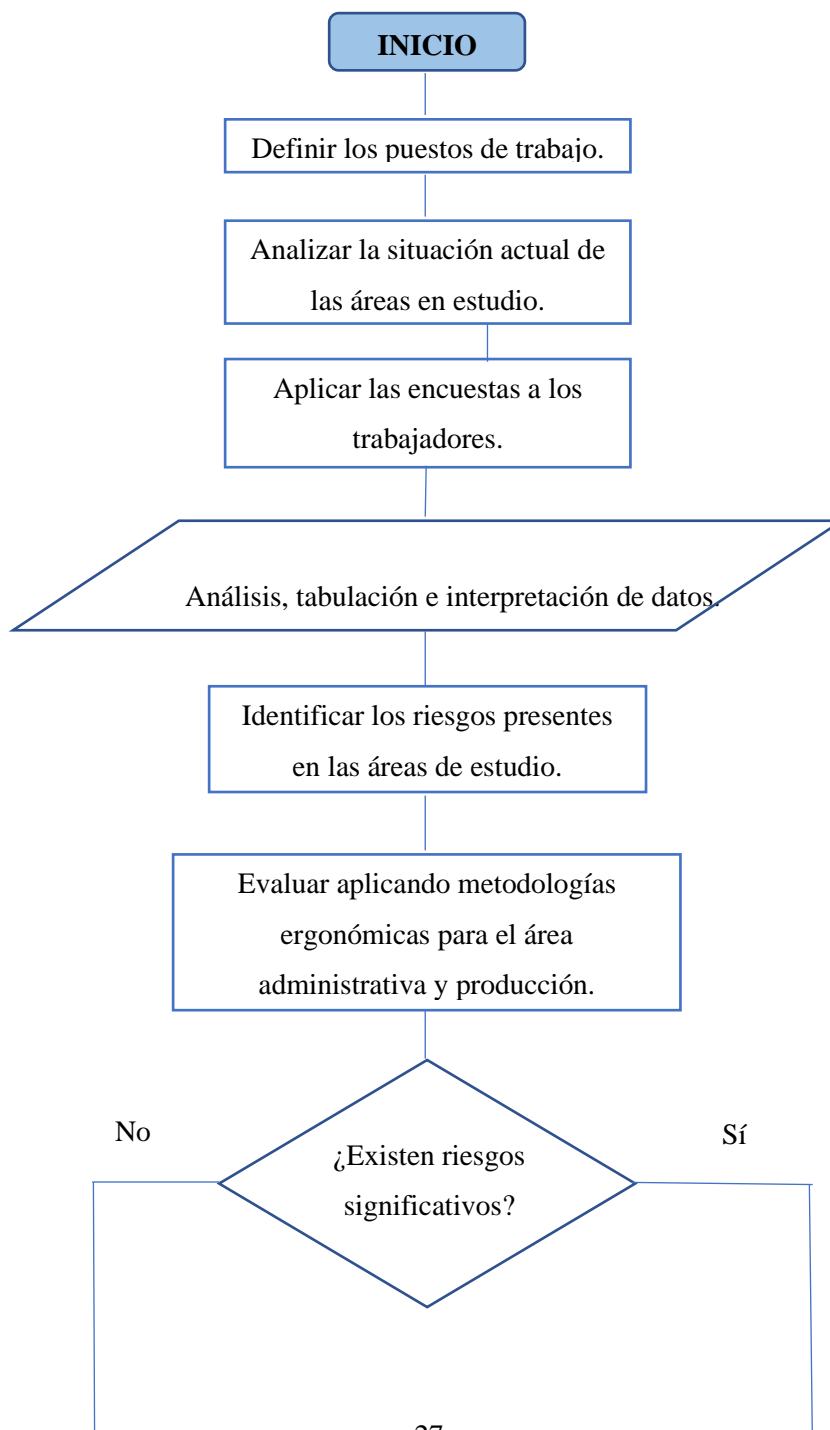 INICIO
Definir los puestos de trabajo.
Analizar la situación actual de
las áreas en estudio.
Aplicar las encuestas a los
trabajadores.
Análisis, tabulación e interpretación de datos.
Identificar los riesgos presentes
en las áreas de estudio.
Evaluar aplicando metodologías
ergonómicas para el área
administrativa y producción.
No
Sí
¿Existen riesgos
significativos?
27